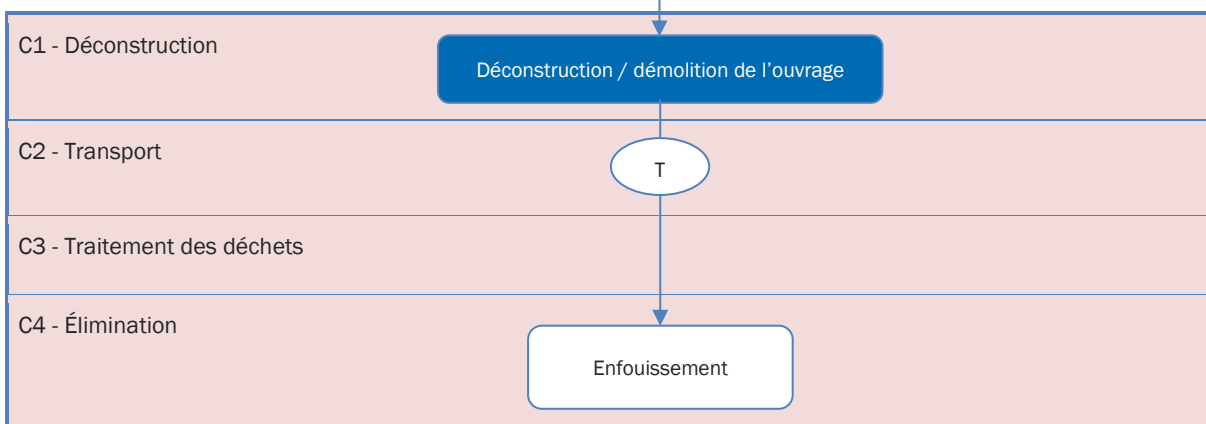 C1 - Déconstruction
Déconstruction / démolition de l’ouvrage
C2 - Transport
T
C3 - Traitement des déchets
C4 - Élimination
Enfouissement